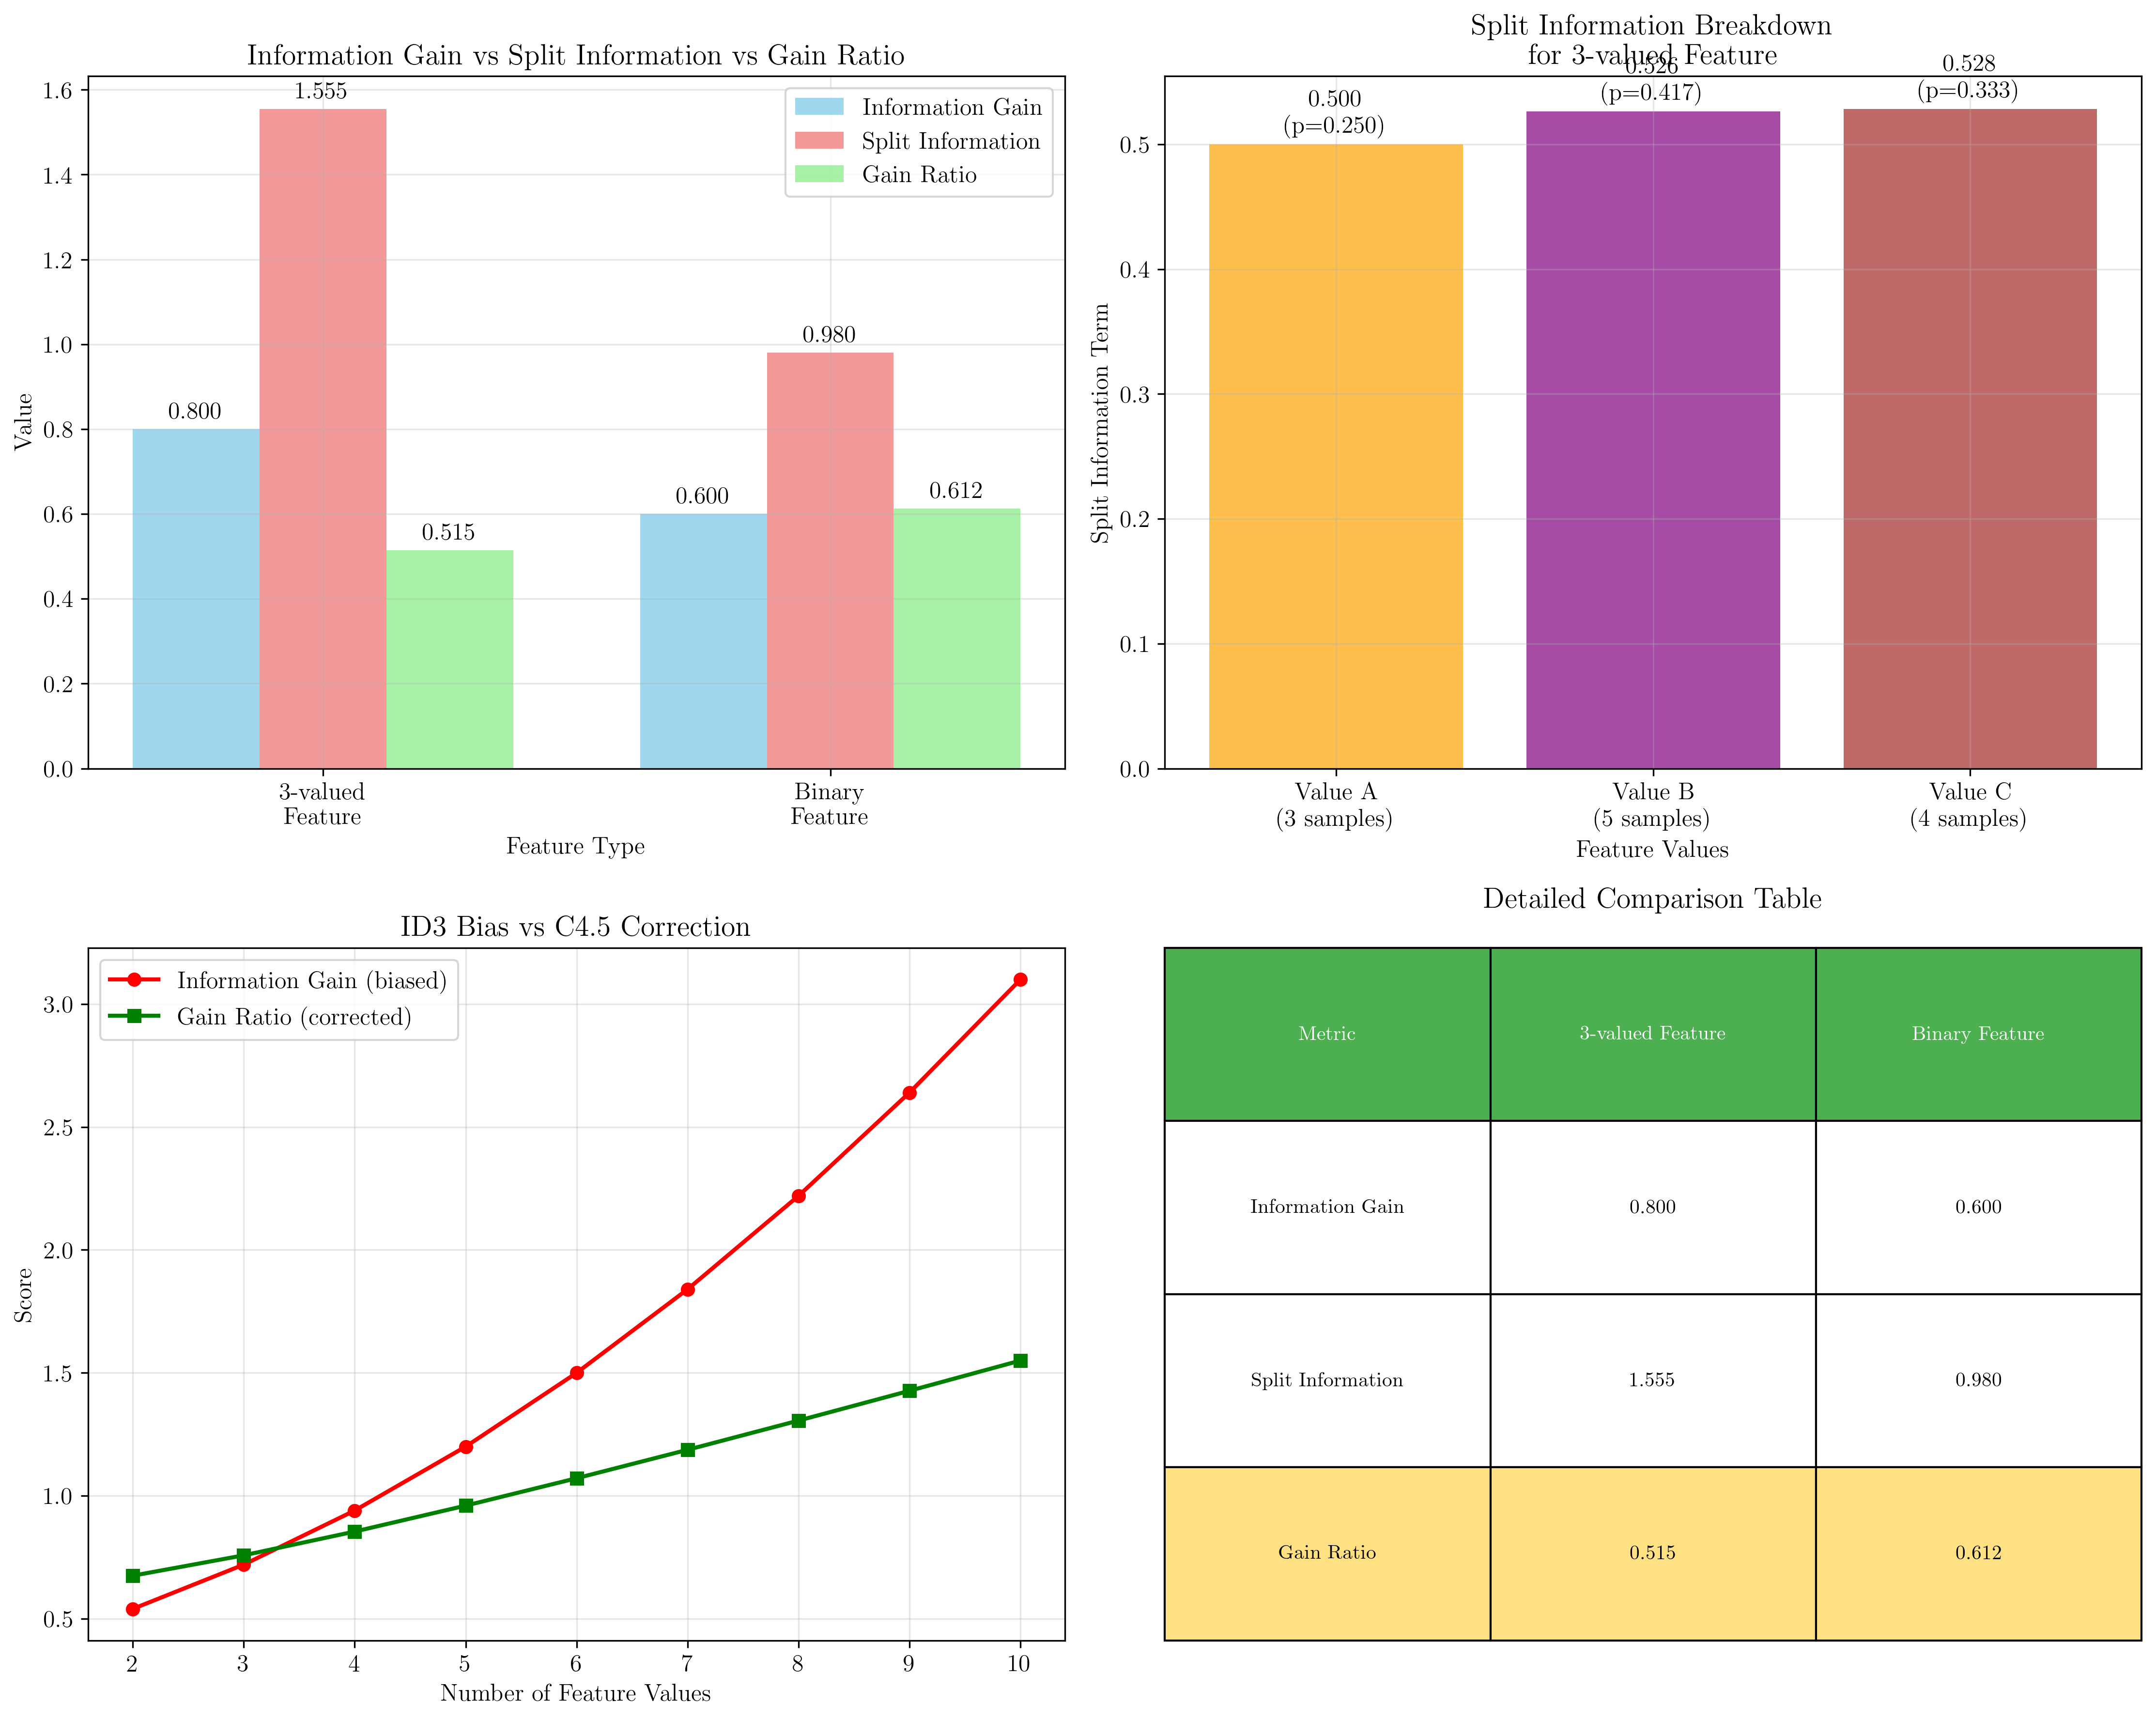 Information Gain vs Split Information vs Gain Ratio
1.6
1.4
1.2
1.0
0.8
0.6
0.4
0.2
0.0
Value
1.555
0.800
0.515
0.980
0.600
0.612
Information Gain
Split Information
Gain Ratio
3-valued
Feature
Binary
Feature
Feature Type
Split Information Breakdown
for 3-valued Feature
0.500
(p=0.250)
0.526
(p=0.417)
0.528
(p=0.333)
0.5
0.4
0.3
0.2
0.1
0.0
Split Information Term
Value A
(3 samples)
Value B
(5 samples)
Value C
(4 samples)
Feature Values
ID3 Bias vs C4.5 Correction
Information Gain (biased)
Gain Ratio (corrected)
3.0
2.5
2.0
1.5
1.0
0.5
Score
2 3 4 5 6 7 8 9 10
Number of Feature Values
Detailed Comparison Table
Metric 3-valued Feature Binary Feature
Information Gain 0.800 0.600
Split Information 1.555 0.980
Gain Ratio 0.515 0.612